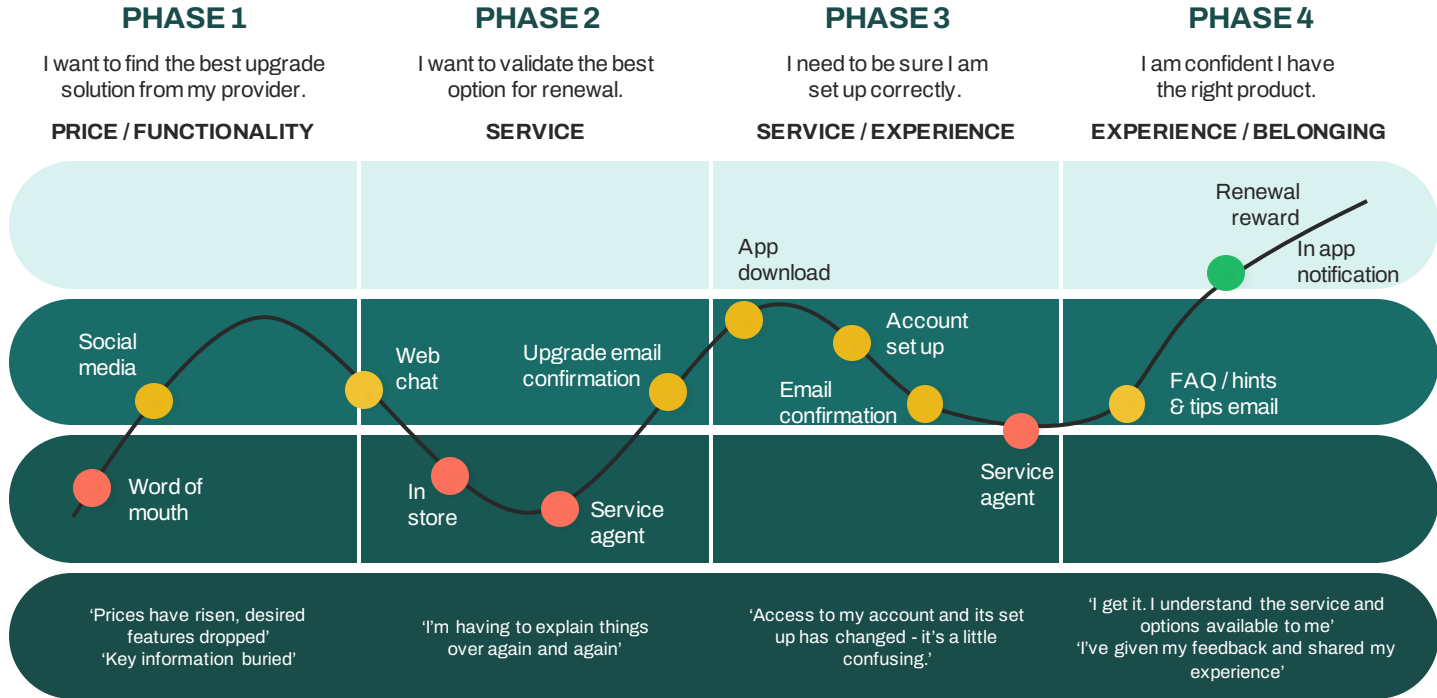 PHASE 1
I want to find the best upgrade
solution from my provider.
PRICE / FUNCTIONALITY
PHASE 2
I want to validate the best
option for renewal.
SERVICE
PHASE 3
I need to be sure I am
set up correctly.
SERVICE / EXPERIENCE
PHASE 4
I am confident I have
the right product.
EXPERIENCE / BELONGING
Social
media
Word of
mouth
Web
chat
In
store
Service
agent
Upgrade email
confirmation
App
download
Account
set up
Email
confirmation
Service
agent
FAQ / hints
& tips email
Renewal
reward
In app
notification
‘Prices have risen, desired
features dropped’
‘Key information buried’
‘I’m having to explain things
over again and again’
‘Access to my account and its set
up has changed - it’s a little
confusing.’
‘I get it. I understand the service and
options available to me’
‘I’ve given my feedback and shared my
experience’